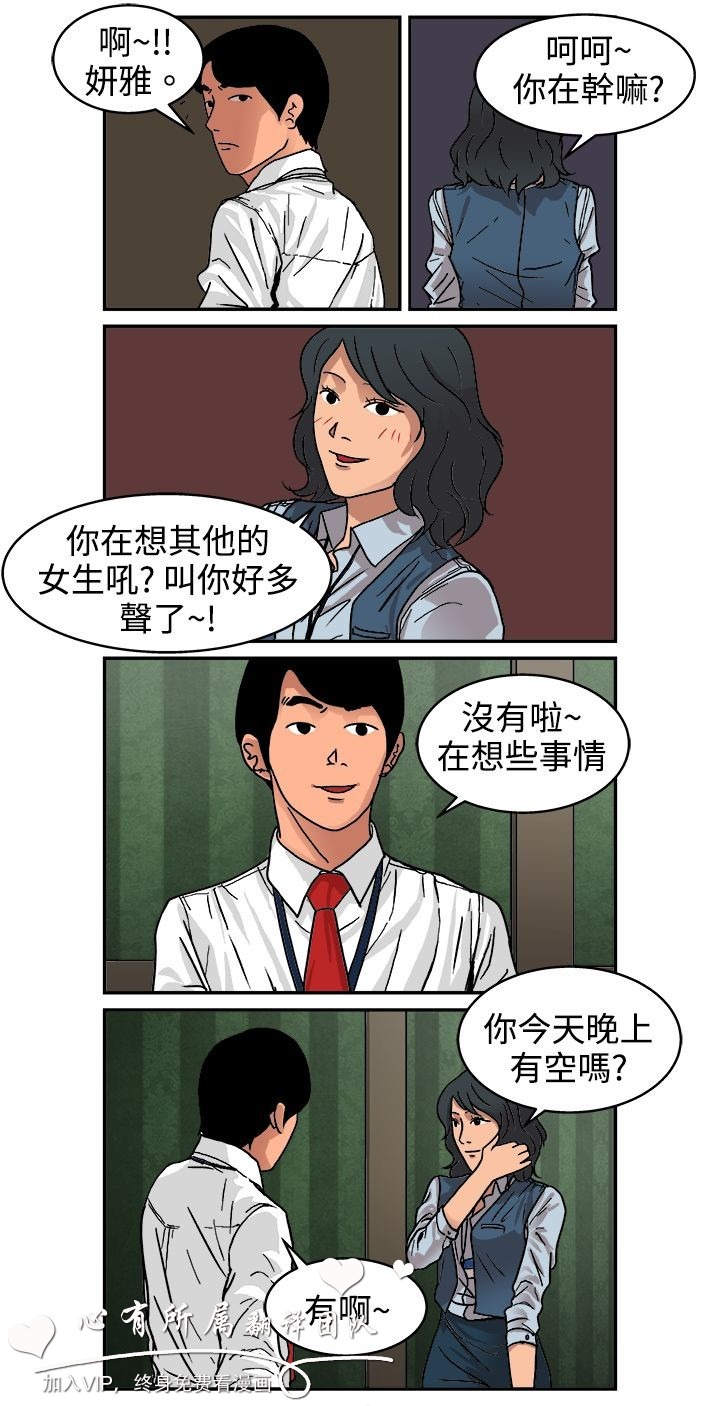 啊~!!
妍雅。
呵呵~
你在幹嘛?
你在想其他的
女生吼? 叫你好多
聲了~!
沒有啦~
在想些事情
你今天晚上
有空嗎?
有啊~
心有所属翻译团队
加入VIP，终身免费看漫画